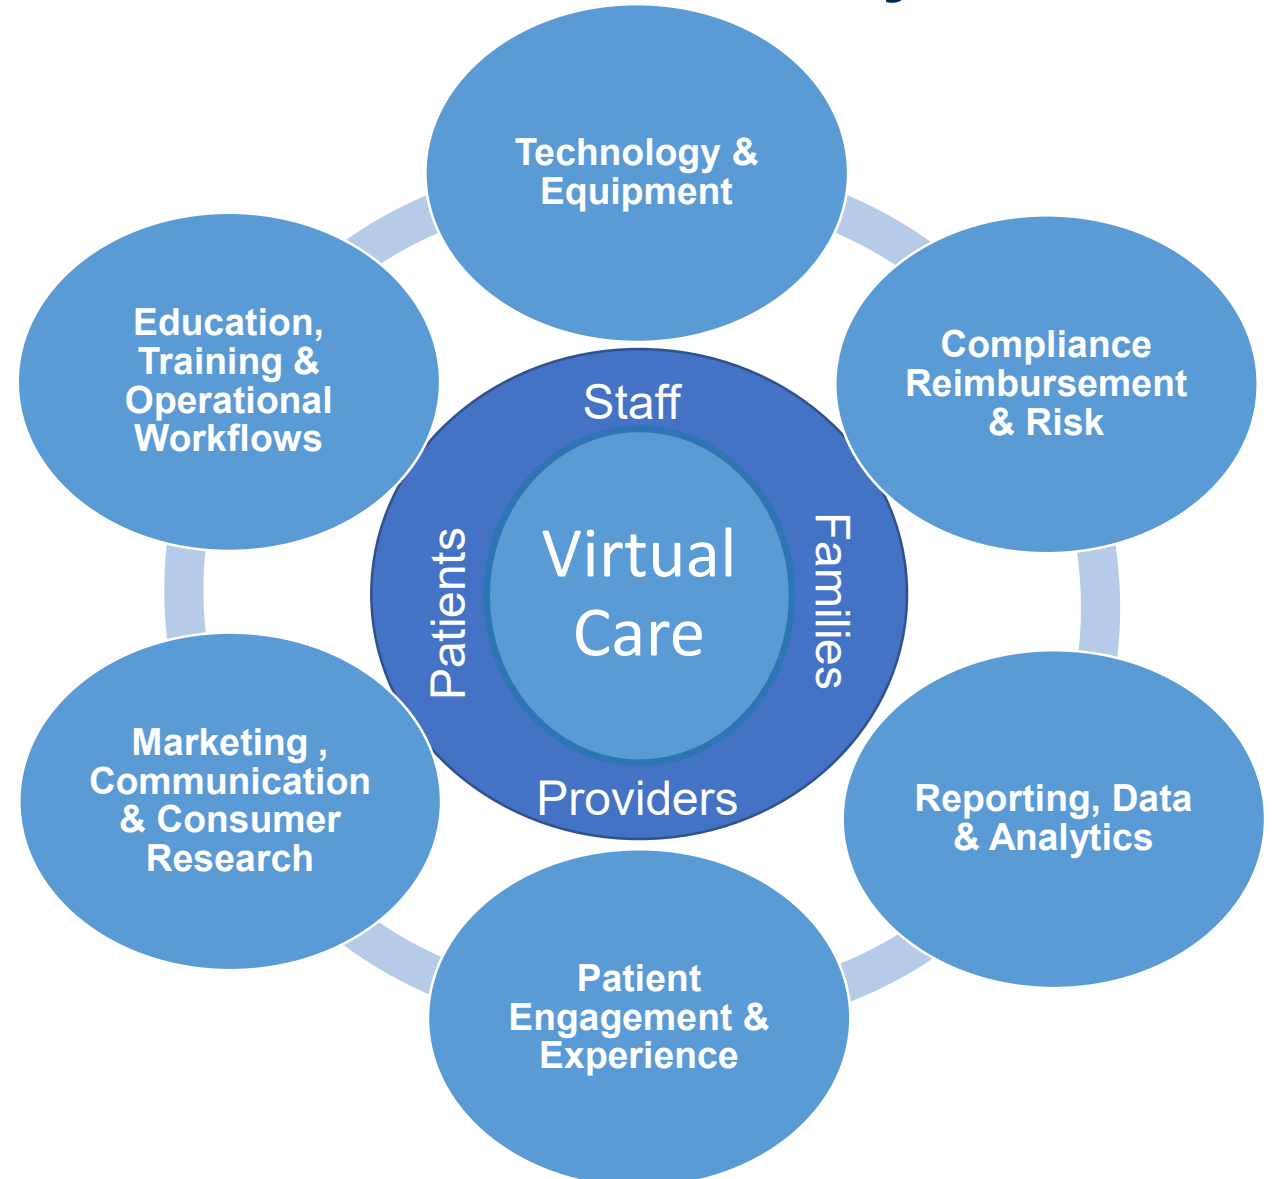 Technology &
Equipment
Education,
Training &
Operational
Workflows
Compliance
Reimbursement
& Risk
Staff
Patients
Virtual
Care
Families
Providers
Marketing ,
Communication
& Consumer
Research
Reporting, Data
& Analytics
Patient
Engagement &
Experience